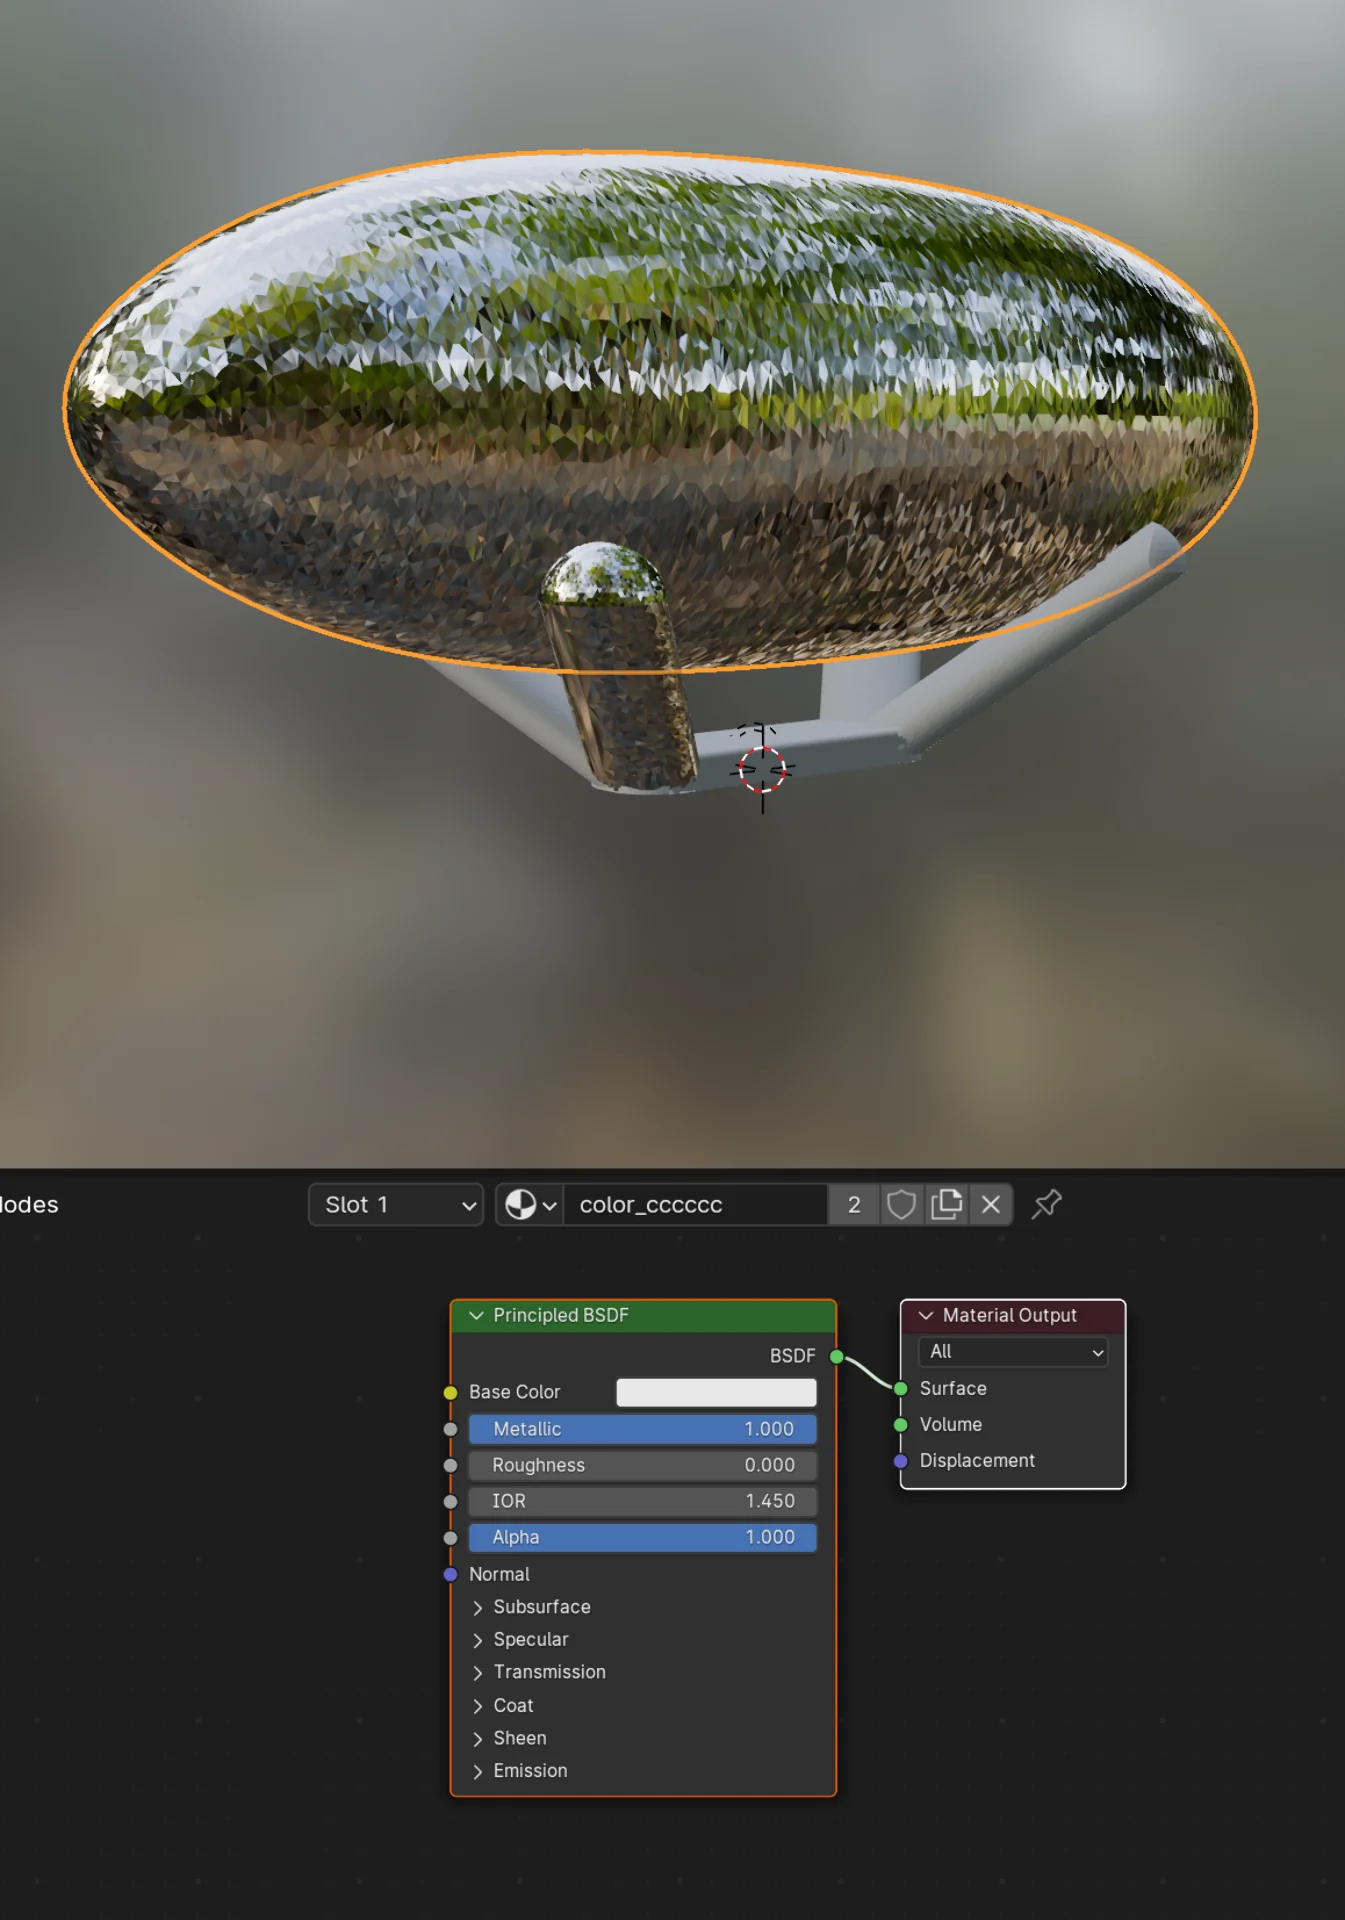 Slot 1
color_cccccc
2
Principled BSDF
Material Output
BSDF
All
Base Color
Surface
Metallic 1.000
Volume
Roughness 0.000
Displacement
IOR 1.450
Alpha 1.000
Normal
Subsurface
Specular
Transmission
Coat
Sheen
Emission